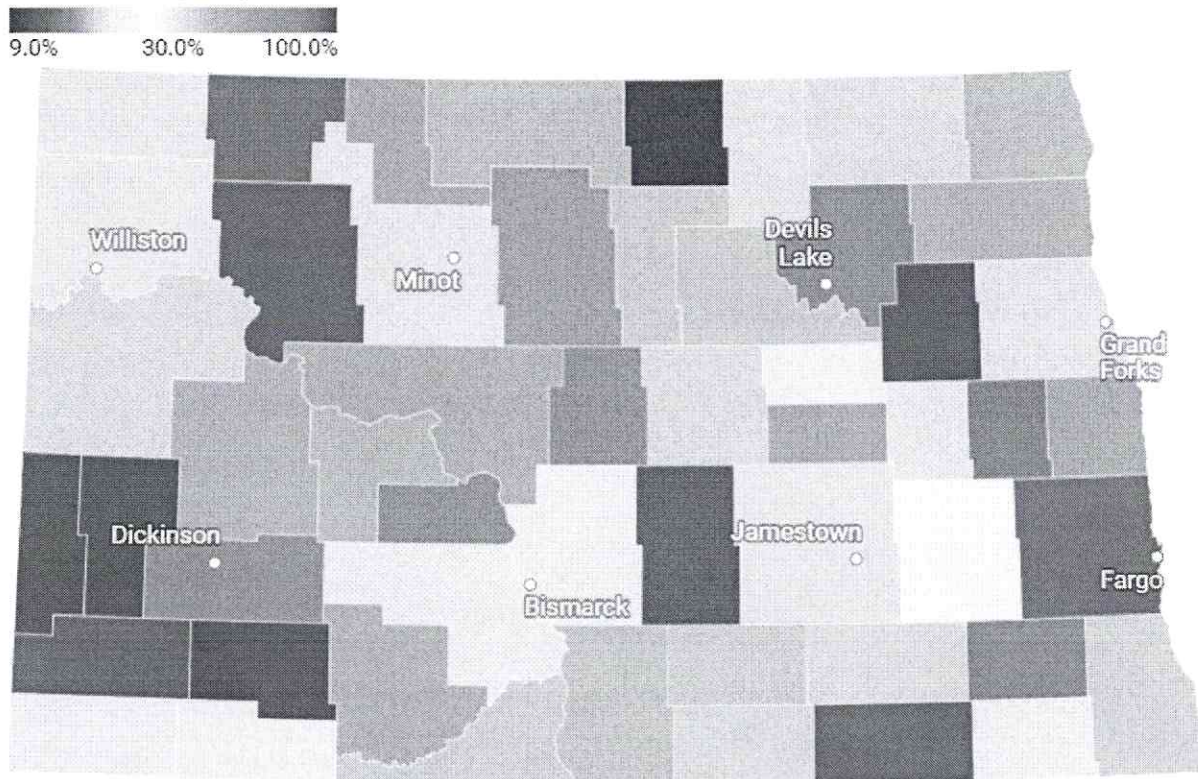 9.0% 30.0% 100.0%
Williston
Minot
Devils
Lake
Grand
Forks
Dickinson
Jamestown
Bismarck
Fargo